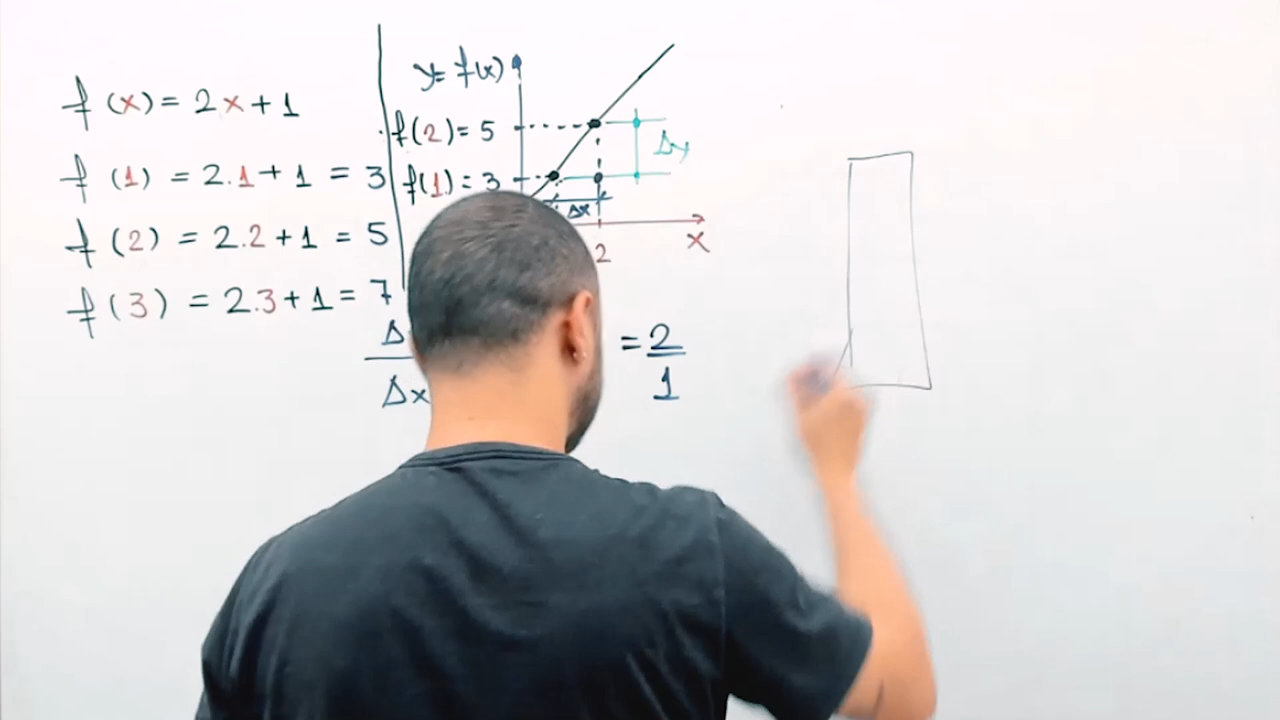 f(x) = 2x + 1
f(1) = 2.1 + 1 = 3
f(2) = 2.2 + 1 = 5
f(3) = 2.3 + 1 = 7
y = f(x)
f(2) = 5
f(1) = 3
Δy
Δx
2
x
Δ
Δx
= 2
1